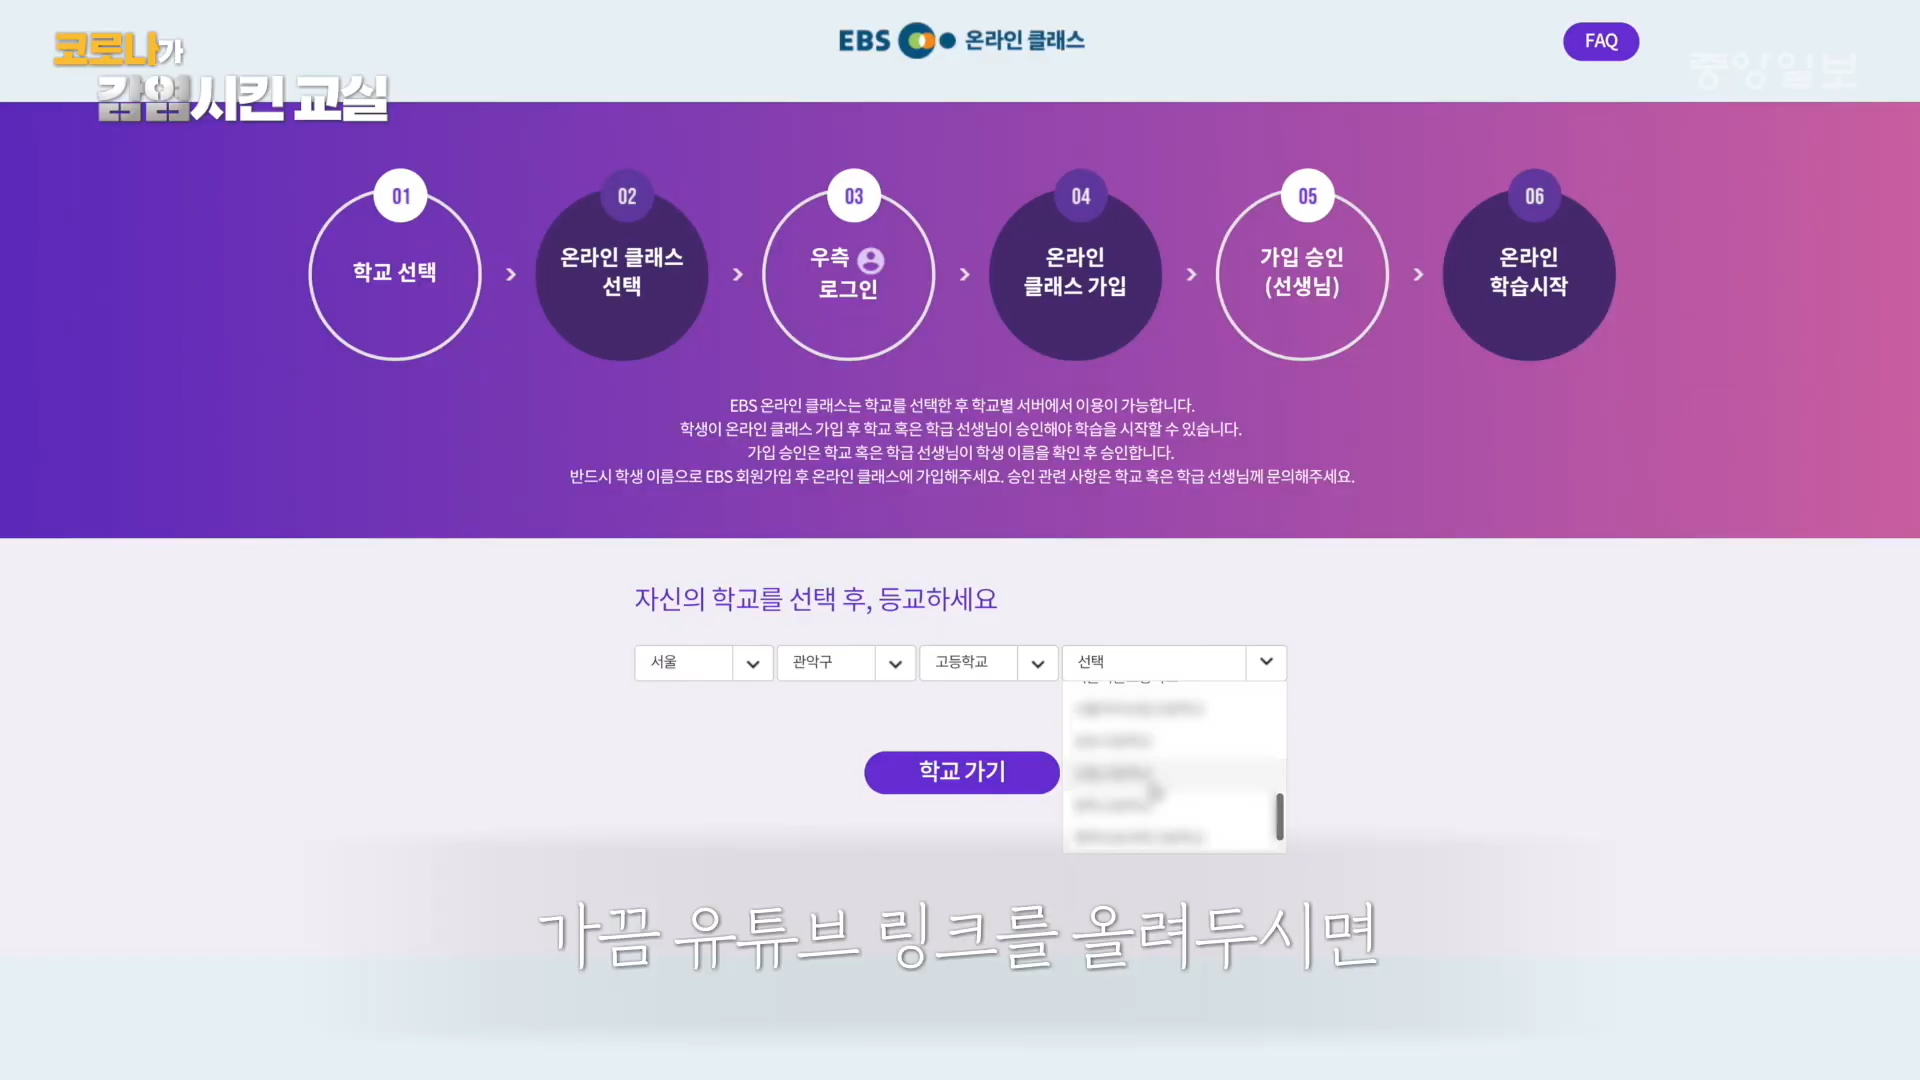 코로나가
감염시킨 교실
EBS 온라인 클래스
FAQ
중앙일보
01
학교 선택
02
온라인 클래스
선택
03
우측
로그인
04
온라인
클래스 가입
05
가입 승인
(선생님)
06
온라인
학습시작
EBS 온라인 클래스는 학교를 선택한 후 학교별 서버에서 이용이 가능합니다.
학생이 온라인 클래스 가입 후 학교 혹은 학급 선생님이 승인해야 학습을 시작할 수 있습니다.
가입 승인은 학교 혹은 학급 선생님이 학생 이름을 확인 후 승인합니다.
반드시 학생 이름으로 EBS 회원가입 후 온라인 클래스에 가입해주세요. 승인 관련 사항은 학교 혹은 학급 선생님께 문의해주세요.
자신의 학교를 선택 후, 등교하세요
서울 관악구 고등학교 선택
학교 가기
가끔 유튜브 링크를 올려두시면